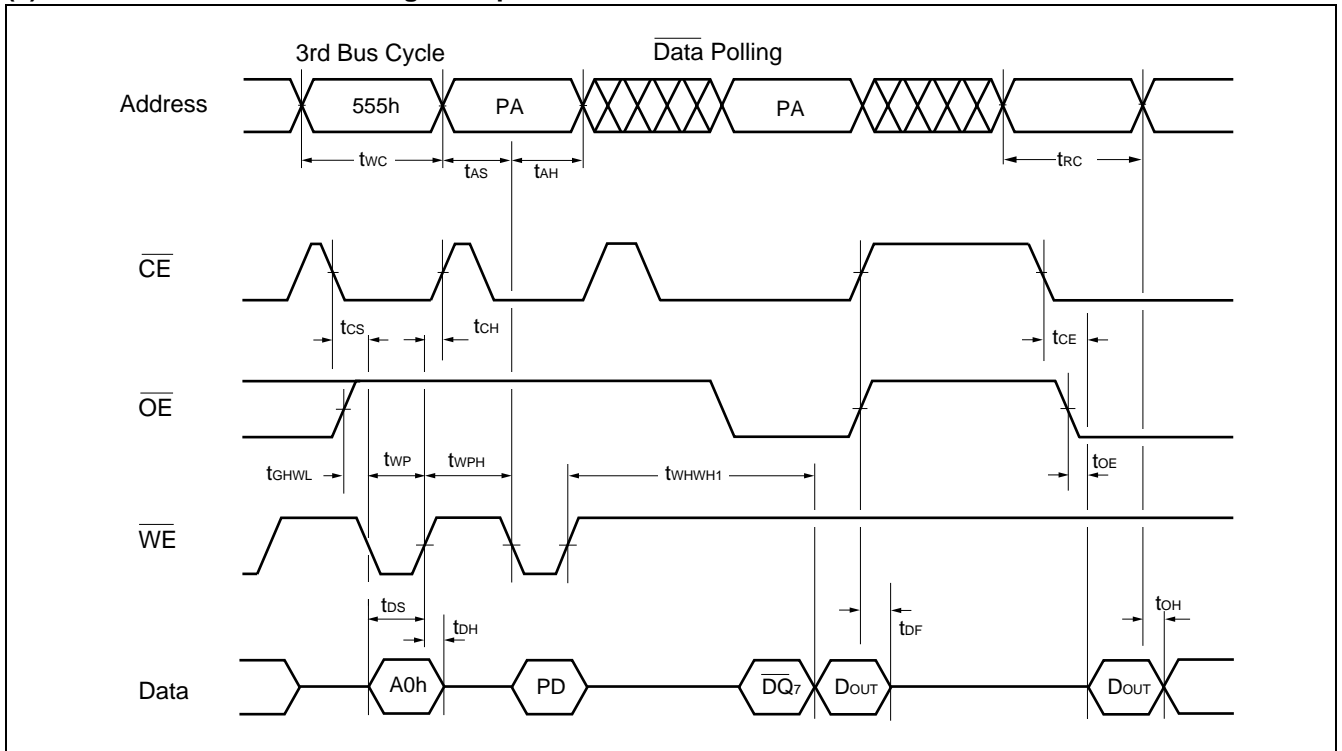 3rd Bus Cycle
Data Polling
Address
555h
PA
PA
tWC
tAS
tAH
tRC
CE
tCS
tCH
tCE
OE
tGHWL
tWP
tWPH
tWHWH1
tOE
WE
tDS
tDH
tDF
tOH
Data
A0h
PD
DQ7
DOUT
DOUT